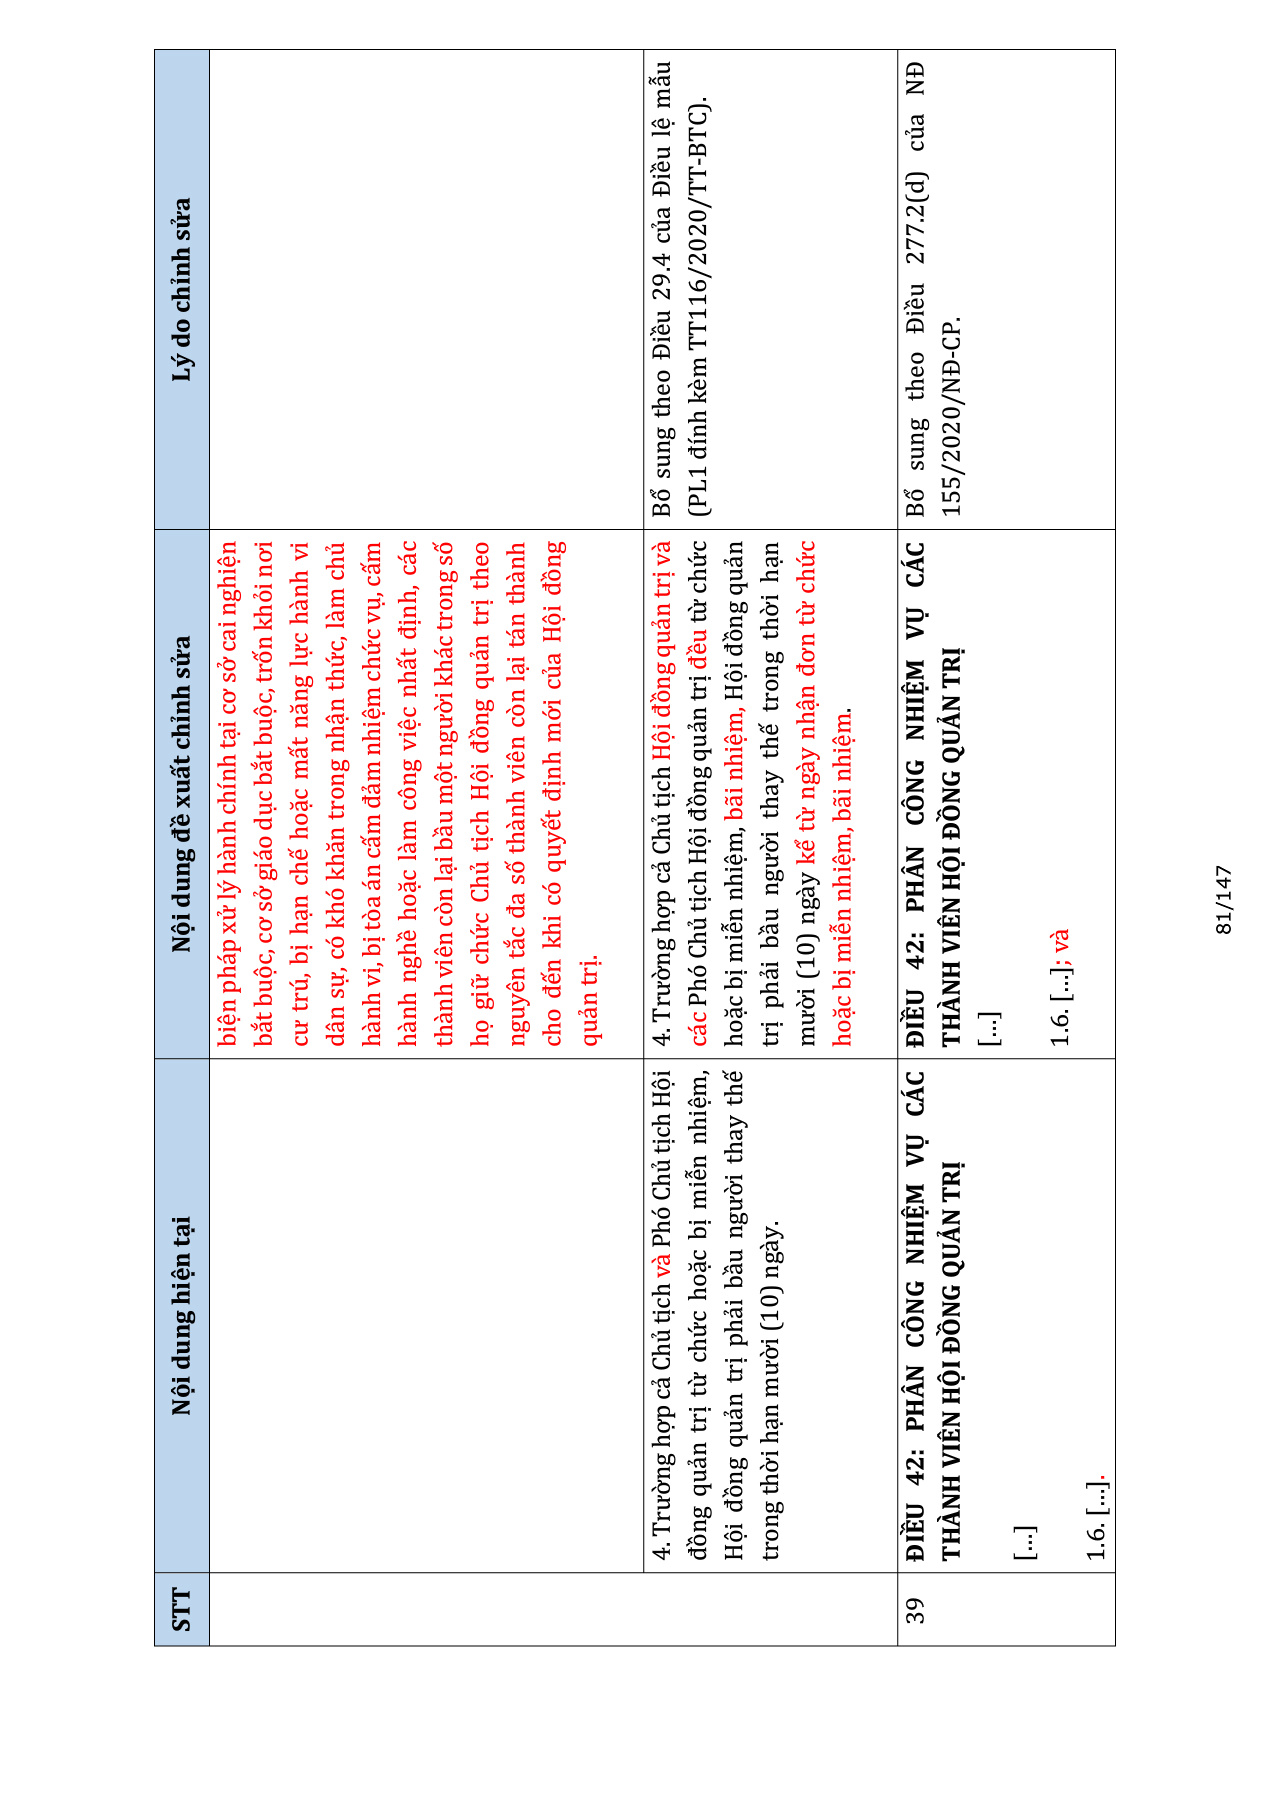 STT
Nội dung hiện tại
Nội dung đề xuất chỉnh sửa
Lý do chỉnh sửa
biện pháp xử lý hành chính tại cơ sở cai nghiện
bắt buộc, cơ sở giáo dục bắt buộc, trốn khỏi nơi
cư trú, bị hạn chế hoặc mất năng lực hành vi
dân sự, có khó khăn trong nhận thức, làm chủ
hành vi, bị tòa án cấm đảm nhiệm chức vụ, cấm
hành nghề hoặc làm công việc nhất định, các
thành viên còn lại bầu một người khác trong số
họ giữ chức Chủ tịch Hội đồng quản trị theo
nguyên tắc đa số thành viên còn lại tán thành
cho đến khi có quyết định mới của Hội đồng
quản trị.
4. Trường hợp cả Chủ tịch và Phó Chủ tịch Hội
đồng quản trị từ chức hoặc bị miễn nhiệm,
Hội đồng quản trị phải bầu người thay thế
trong thời hạn mười (10) ngày.
4. Trường hợp cả Chủ tịch Hội đồng quản trị và
các Phó Chủ tịch Hội đồng quản trị đều từ chức
hoặc bị miễn nhiệm, bãi nhiệm, Hội đồng quản
trị phải bầu người thay thế trong thời hạn
mười (10) ngày kể từ ngày nhận đơn từ chức
hoặc bị miễn nhiệm, bãi nhiệm.
Bổ sung theo Điều 29.4 của Điều lệ mẫu
(PL1 đính kèm TT116/2020/TT-BTC).
39
ĐIỀU 42: PHÂN CÔNG NHIỆM VỤ CÁC
THÀNH VIÊN HỘI ĐỒNG QUẢN TRỊ
[...]
1.6. [...].
ĐIỀU 42: PHÂN CÔNG NHIỆM VỤ CÁC
THÀNH VIÊN HỘI ĐỒNG QUẢN TRỊ
[...]
1.6. [...]; và
Bổ sung theo Điều 277.2(d) của NĐ
155/2020/NĐ-CP.
81/147